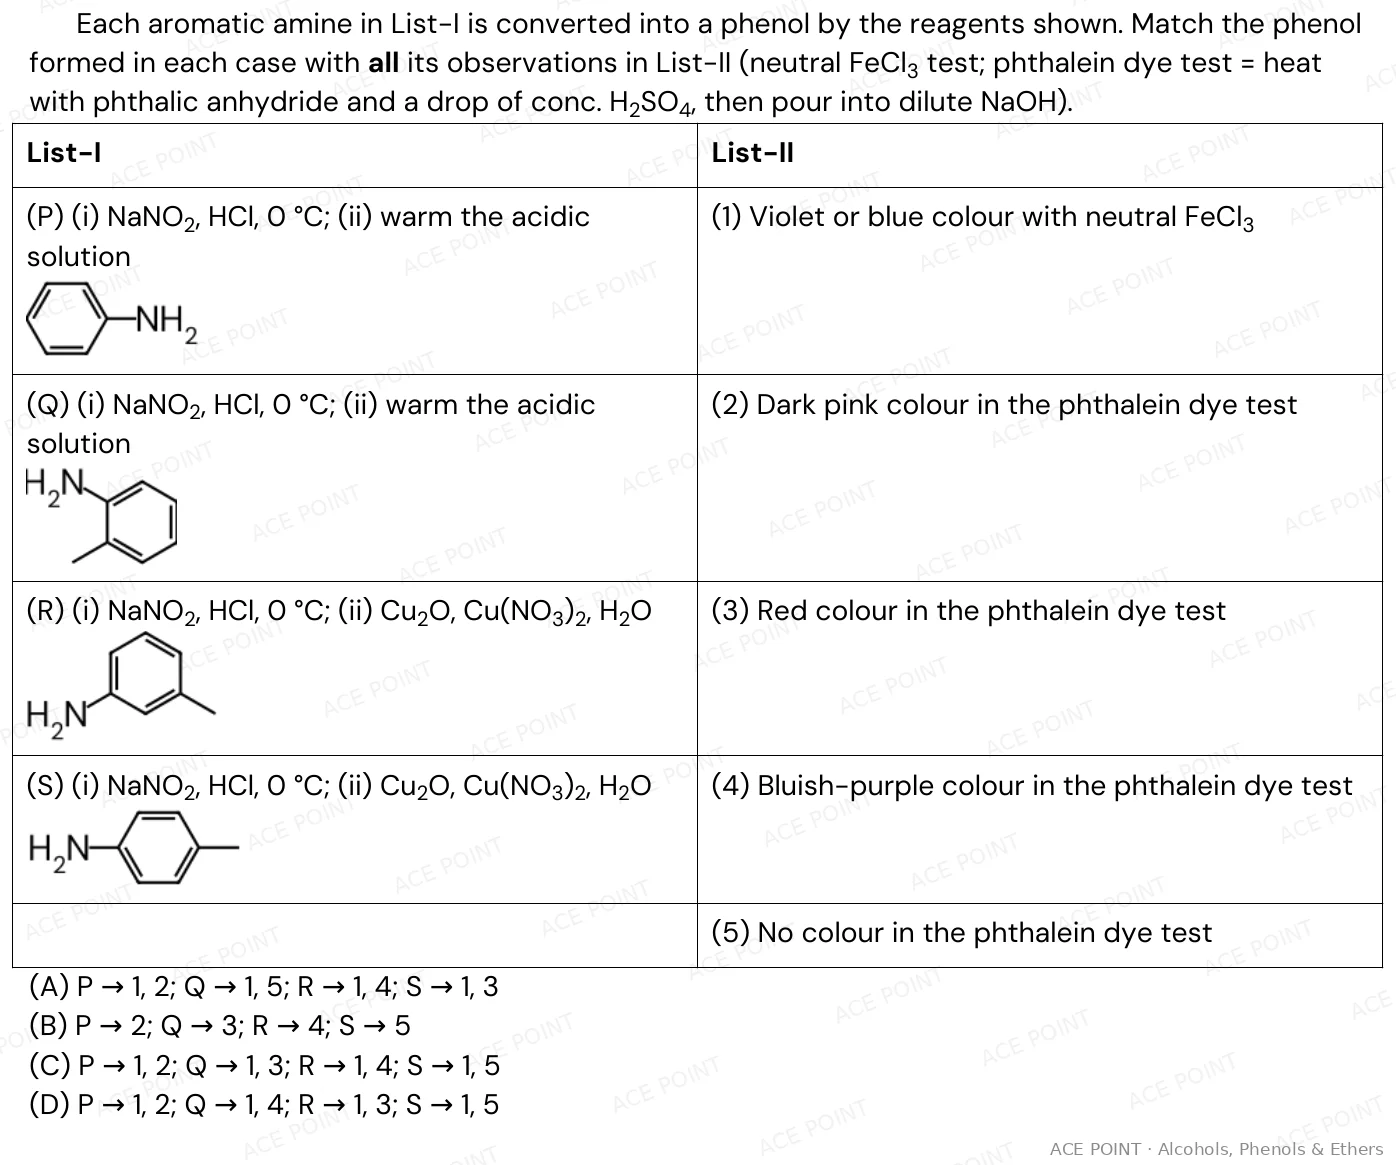 Each aromatic amine in List-I is converted into a phenol by the reagents shown. Match the phenol
formed in each case with all its observations in List-II (neutral FeCl₃ test; phthalein dye test = heat
with phthalic anhydride and a drop of conc. H₂SO₄, then pour into dilute NaOH).
List-I
List-II
(P) (i) NaNO₂, HCl, 0 °C; (ii) warm the acidic
solution
NH₂
(1) Violet or blue colour with neutral FeCl₃
(Q) (i) NaNO₂, HCl, 0 °C; (ii) warm the acidic
solution
H₂N
(2) Dark pink colour in the phthalein dye test
(R) (i) NaNO₂, HCl, 0 °C; (ii) Cu₂O, Cu(NO₃)₂, H₂O
H₂N
(3) Red colour in the phthalein dye test
(S) (i) NaNO₂, HCl, 0 °C; (ii) Cu₂O, Cu(NO₃)₂, H₂O
H₂N
(4) Bluish-purple colour in the phthalein dye test
(5) No colour in the phthalein dye test
(A) P → 1, 2; Q → 1, 5; R → 1, 4; S → 1, 3
(B) P → 2; Q → 3; R → 4; S → 5
(C) P → 1, 2; Q → 1, 3; R → 1, 4; S → 1, 5
(D) P → 1, 2; Q → 1, 4; R → 1, 3; S → 1, 5
ACE POINT · Alcohols, Phenols & Ethers
ACE POINT